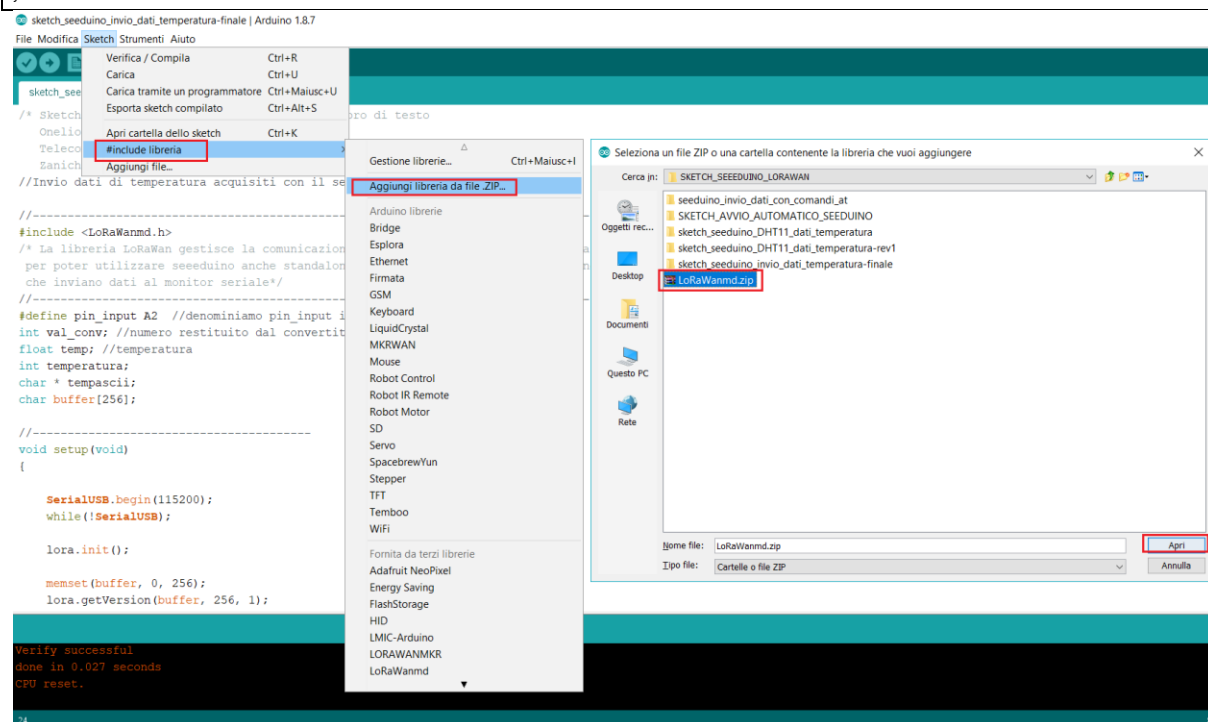 sketch_seeduino_invio_dati_temperatura-finale | Arduino 1.8.7
File Modifica Sketch Strumenti Aiuto
Verifica / Compila Ctrl+R
Carica Ctrl+U
Carica tramite un programmatore Ctrl+Maiusc+U
Esporta sketch compilato Ctrl+Alt+S
Apri cartella dello sketch Ctrl+K
#include libreria
Aggiungi file...
sketch_see
/* Sketch
di testo
Onelio
Teleco
Zanich
//Invio dati di temperatura acquisiti con il se
//----------------------------------------
#include <LoRaWanmd.h>
/* La libreria LoRaWan gestisce la comunicazion
per poter utilizzare seeeduino anche standalon
che inviano dati al monitor seriale*/
//----------------------------------------
#define pin_input A2 //denominiamo pin_input i
int val_conv; //numero restituito dal convertit
float temp; //temperatura
int temperatura;
char * tempascii;
char buffer[256];
//----------------------------------------
void setup(void)
{
SerialUSB.begin(115200);
while(!SerialUSB);
lora.init();
memset(buffer, 0, 256);
lora.getVersion(buffer, 256, 1);
Verify successful
done in 0.027 seconds
CPU reset.
24
Gestione librerie... Ctrl+Maiusc+I
Aggiungi libreria da file .ZIP...
Arduino librerie
Bridge
Esplora
Ethernet
Firmata
GSM
Keyboard
LiquidCrystal
MKRWAN
Mouse
Robot Control
Robot IR Remote
Robot Motor
SD
Servo
SpacebrewYun
Stepper
TFT
Temboo
WiFi
Fornita da terzi librerie
Adafruit NeoPixel
Energy Saving
FlashStorage
HID
LMIC-Arduino
LORAWANMKR
LoRaWanmd
Seleziona un file ZIP o una cartella contenente la libreria che vuoi aggiungere
Cerca in: SKETCH_SEEEDUINO_LORAWAN
Oggetti rec...
Desktop
Documenti
Questo PC
Rete
seeduino_invio_dati_con_comandi_at
SKETCH_AVVIO_AUTOMATICO_SEEDUINO
sketch_seeduino_DHT11_dati_temperatura
sketch_seeduino_DHT11_dati_temperatura-rev1
sketch_seeduino_invio_dati_temperatura-finale
LoRaWanmd.zip
Nome file: LoRaWanmd.zip Apri
Tipo file: Cartelle o file ZIP Annulla